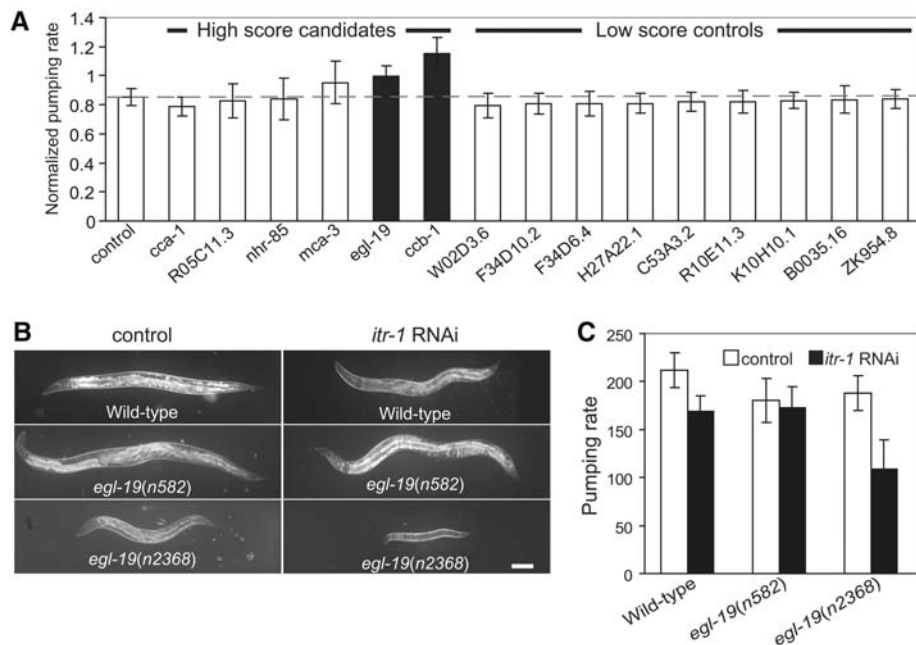 A
High score candidates
Low score controls
Normalized pumping rate
1.4
1.2
1
0.8
0.6
0.4
0.2
0
control
cca-1
R05C11.3
nhr-85
mca-3
egl-19
ccb-1
W02D3.6
F34D10.2
F34D6.4
H27A22.1
C53A3.2
R10E11.3
K10H10.1
B0035.16
ZK954.8
B
control
itr-1 RNAi
Wild-type
Wild-type
egl-19(n582)
egl-19(n582)
egl-19(n2368)
egl-19(n2368)
C
Pumping rate
250
200
150
100
50
0
control
itr-1 RNAi
Wild-type
egl-19(n582)
egl-19(n2368)